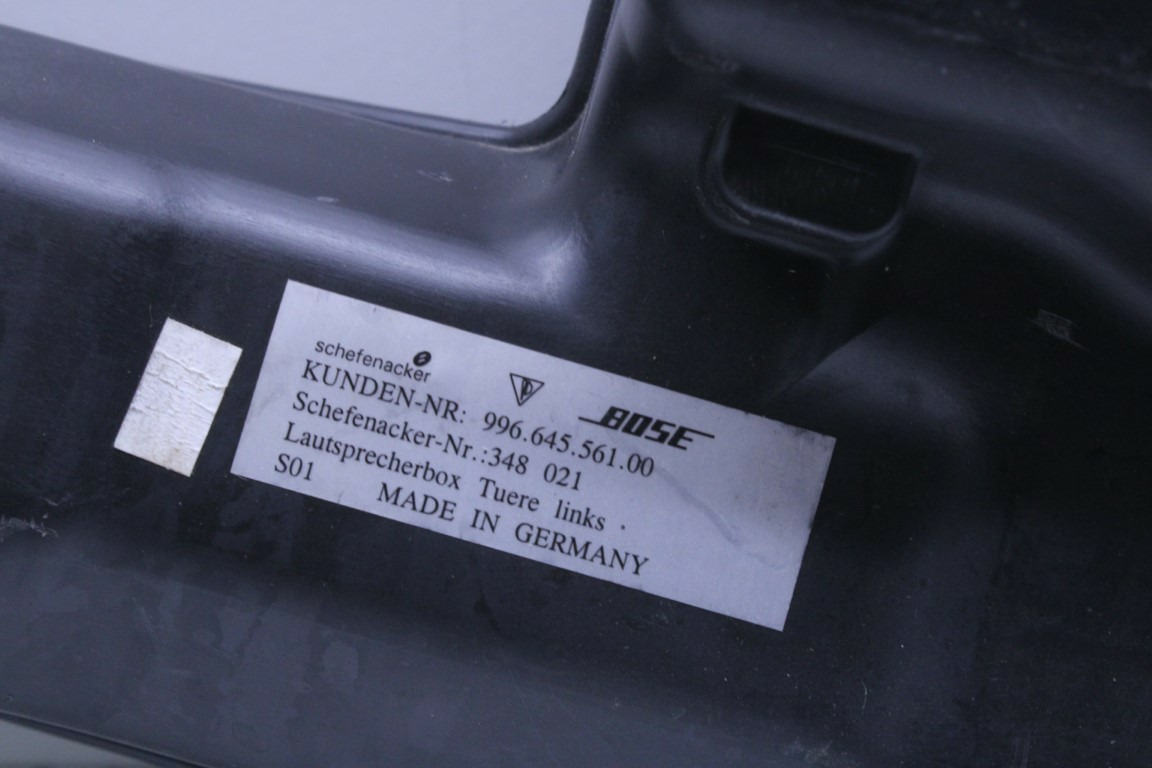 schefenacker
BOSE
KUNDEN-NR: 996.645.561.00
Schefenacker-Nr.:348 021
Lautsprecherbox Tuere links .
S01 MADE IN GERMANY